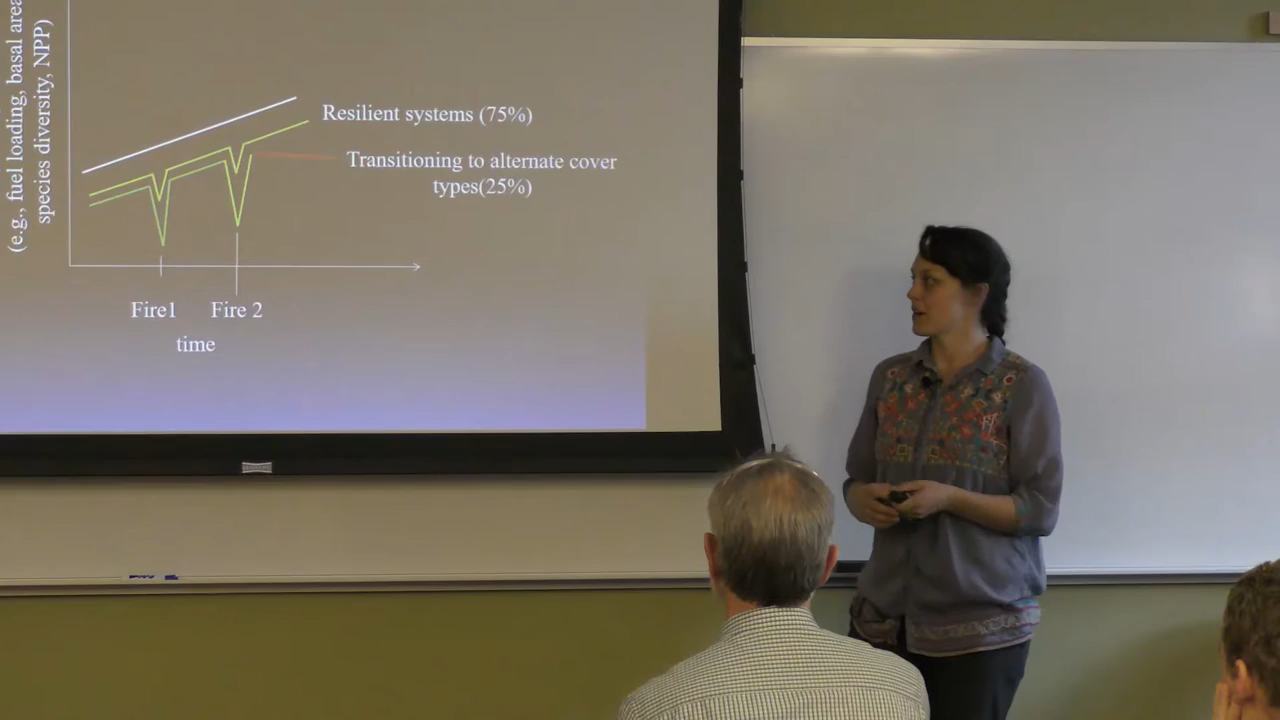 (e.g., fuel loading, basal area
species diversity, NPP)
Resilient systems (75%)
Transitioning to alternate cover
types(25%)
Fire1
Fire 2
time